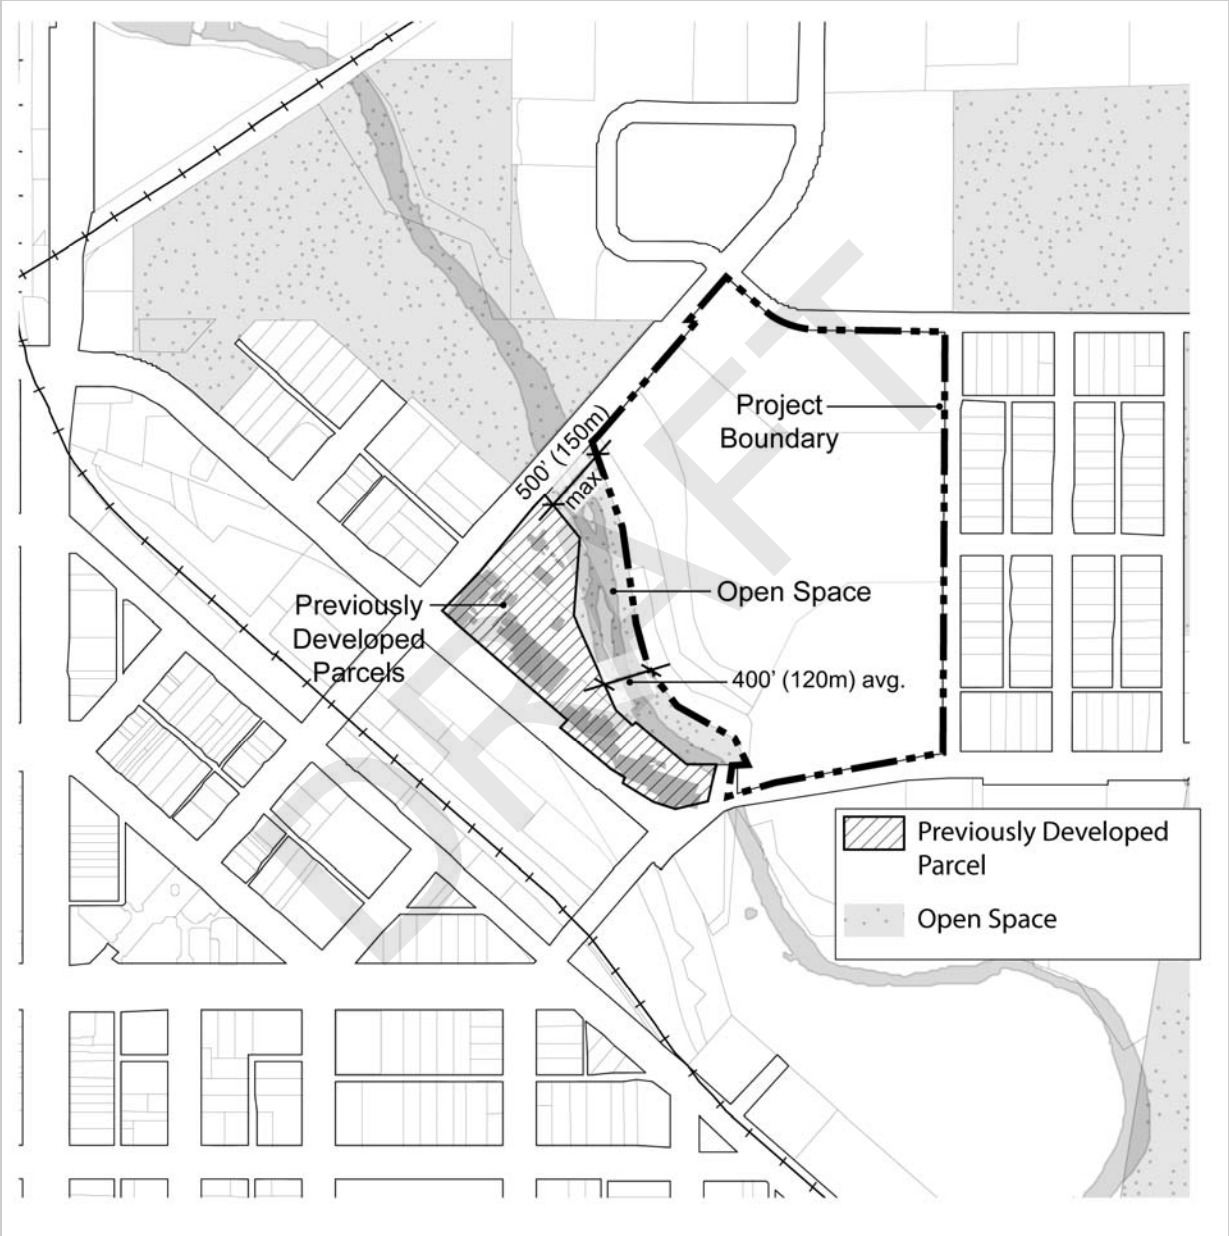 Project
Boundary
500' (150m)
max
Open Space
Previously
Developed
Parcels
400' (120m) avg.
DRAFT
Previously Developed
Parcel
Open Space